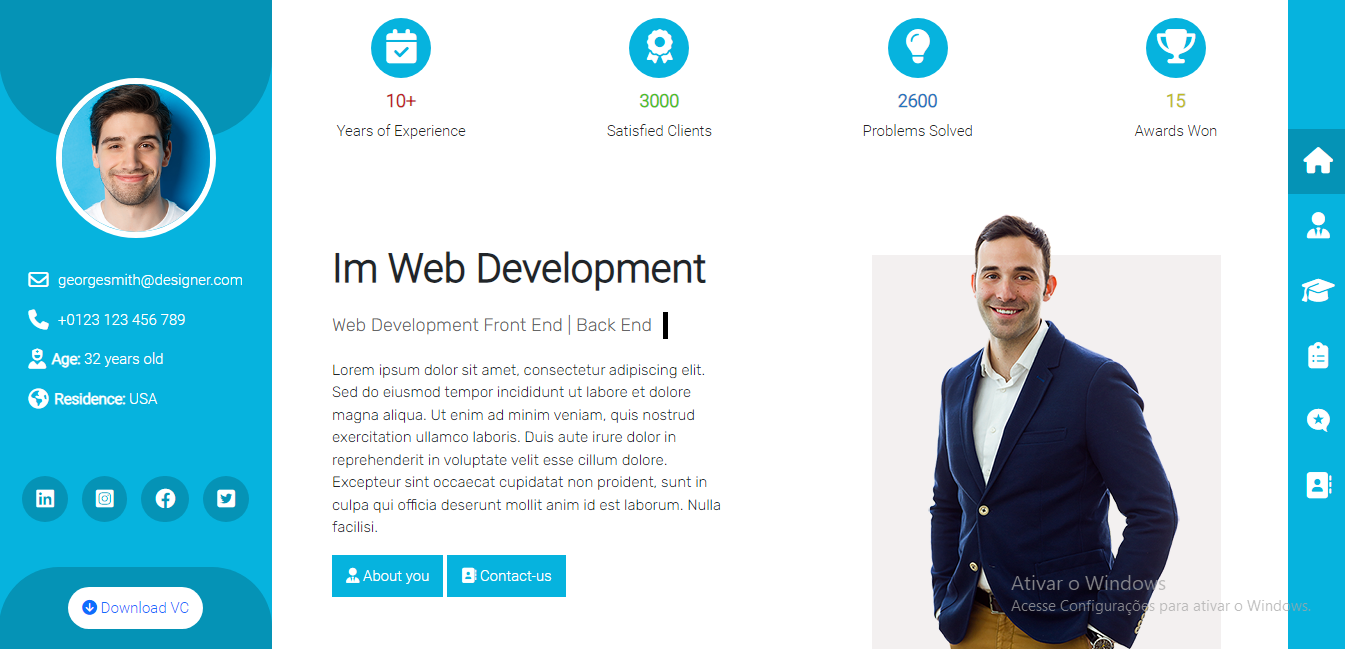 georgesmith@designer.com
+0123 123 456 789
Age: 32 years old
Residence: USA
Download VC
10+
Years of Experience
3000
Satisfied Clients
2600
Problems Solved
15
Awards Won
Im Web Development
Web Development Front End | Back End
Lorem ipsum dolor sit amet, consectetur adipiscing elit.
Sed do eiusmod tempor incididunt ut labore et dolore
magna aliqua. Ut enim ad minim veniam, quis nostrud
exercitation ullamco laboris. Duis aute irure dolor in
reprehenderit in voluptate velit esse cillum dolore.
Excepteur sint occaecat cupidatat non proident, sunt in
culpa qui officia deserunt mollit anim id est laborum. Nulla
facilisi.
About you
Contact-us
Ativar o Windows
Acesse Configurações para ativar o Windows.